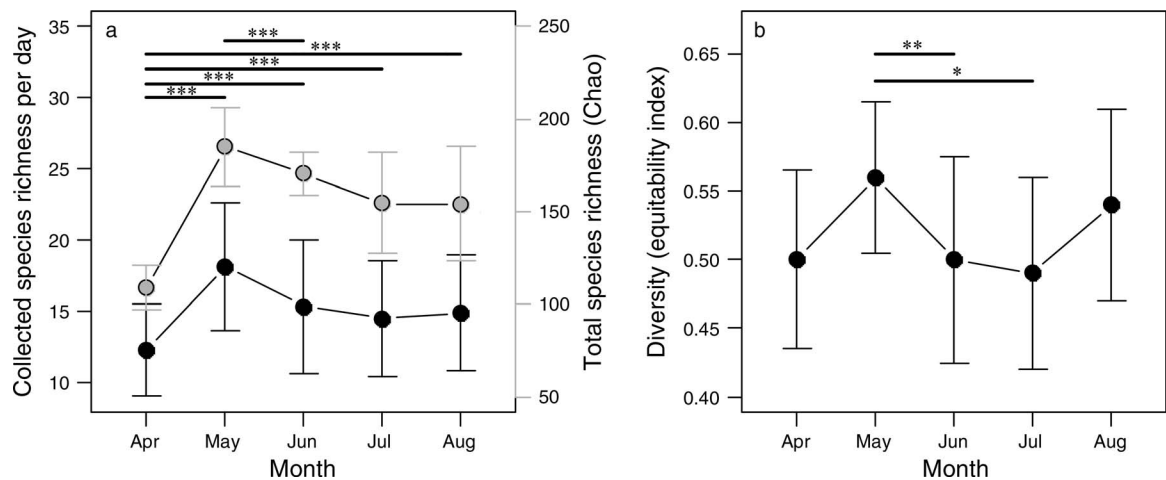 a
35
30
25
20
15
10
Collected species richness per day
***
***
***
***
***
250
200
150
100
50
Total species richness (Chao)
Apr May Jun Jul Aug
Month
b
0.65
0.60
0.55
0.50
0.45
0.40
Diversity (equitability index)
**
*
Apr May Jun Jul Aug
Month